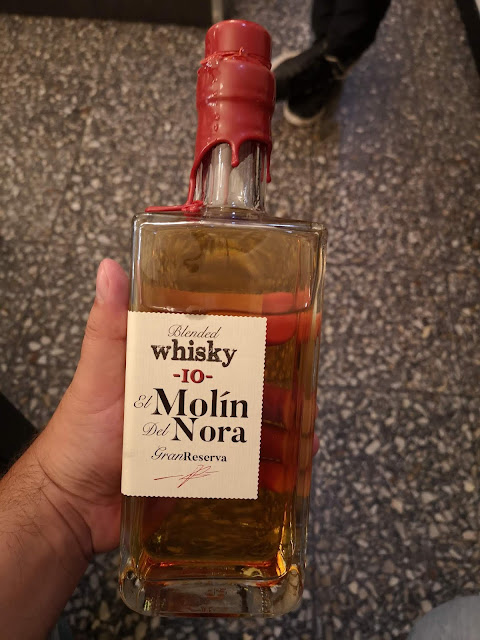 Blended
whisky
-10-
El Molín
Del Nora
GranReserva